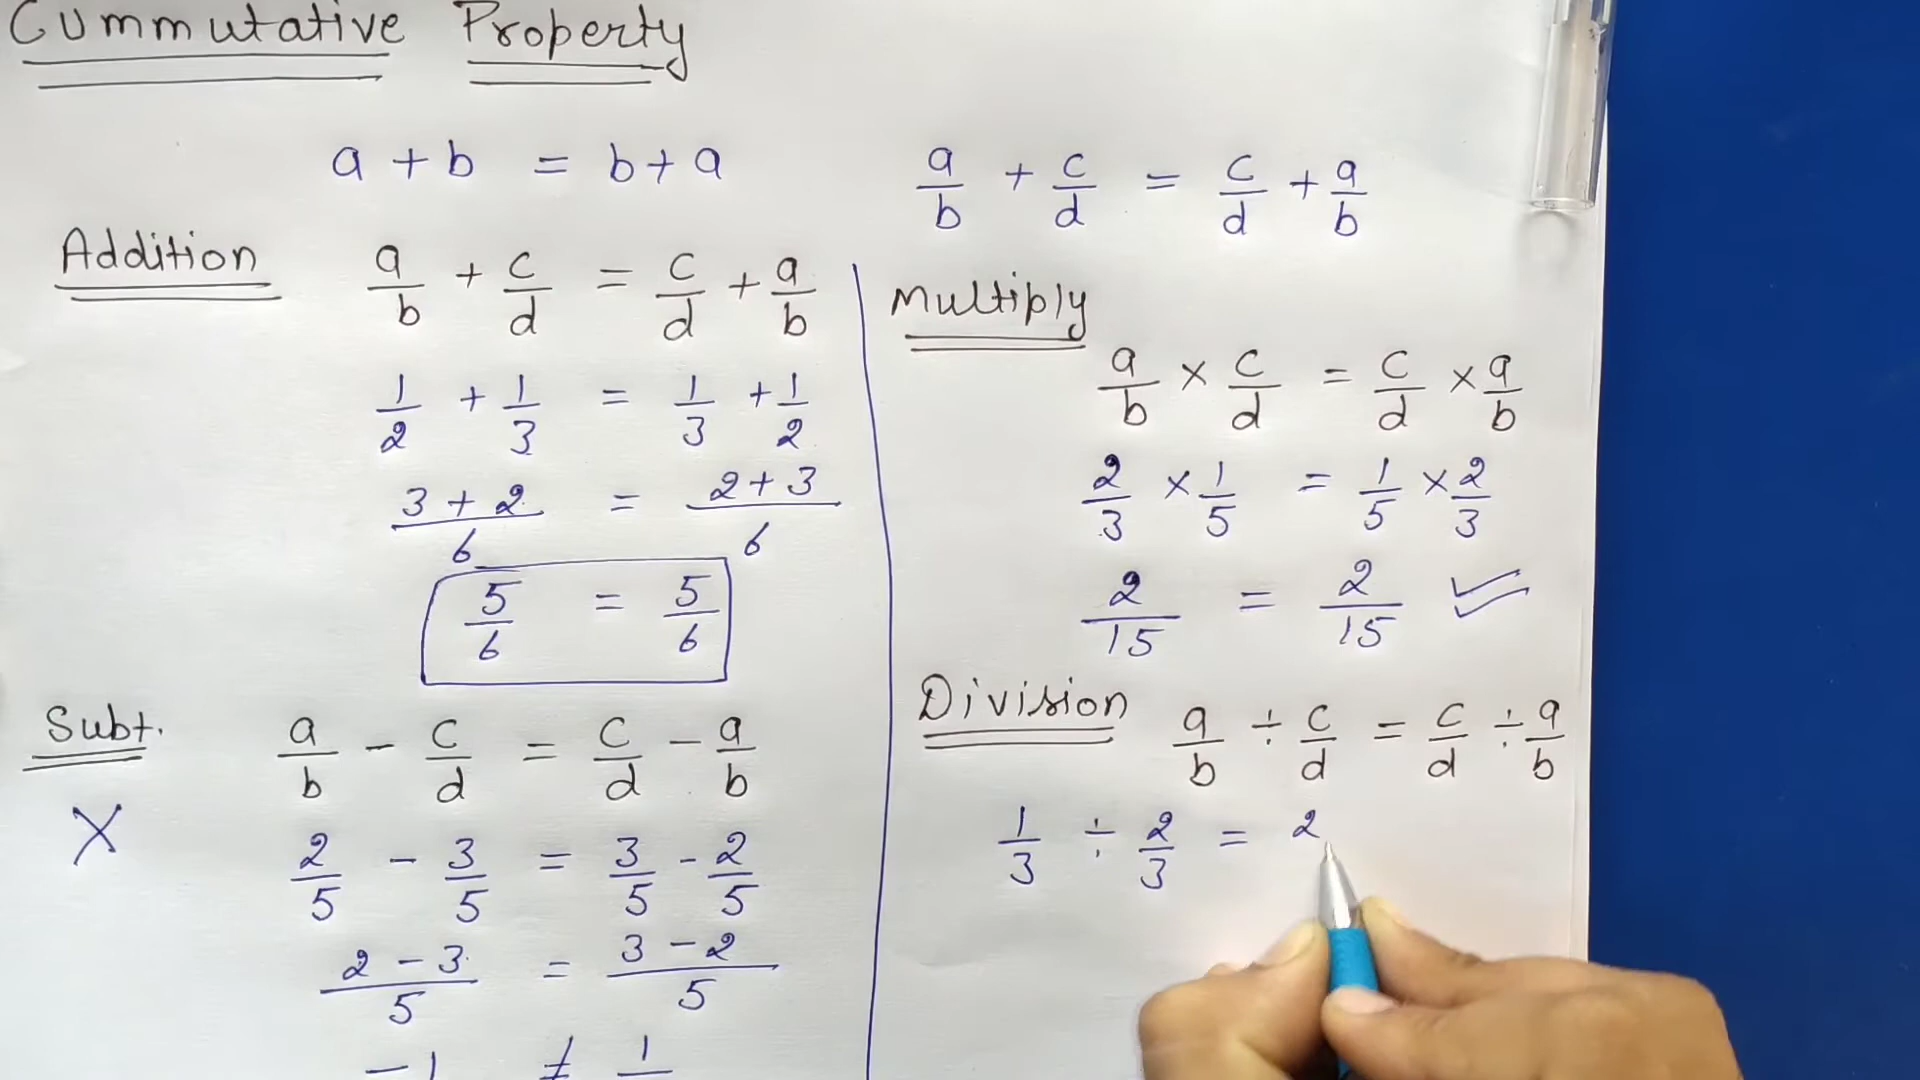 Cummutative Property
a + b = b + a
a/b + c/d = c/d + a/b
Addition a/b + c/d = c/d + a/b
1/2 + 1/3 = 1/3 + 1/2
3 + 2/6 = 2 + 3/6
5/6 = 5/6
Subt. a/b - c/d = c/d - a/b
X
2/5 - 3/5 = 3/5 - 2/5
2 - 3/5 = 3 - 2/5
-1 ≠ 1
Multiply
a/b × c/d = c/d × a/b
2/3 × 1/5 = 1/5 × 2/3
2/15 = 2/15
Division a/b ÷ c/d = c/d ÷ a/b
1/3 ÷ 2/3 = 2